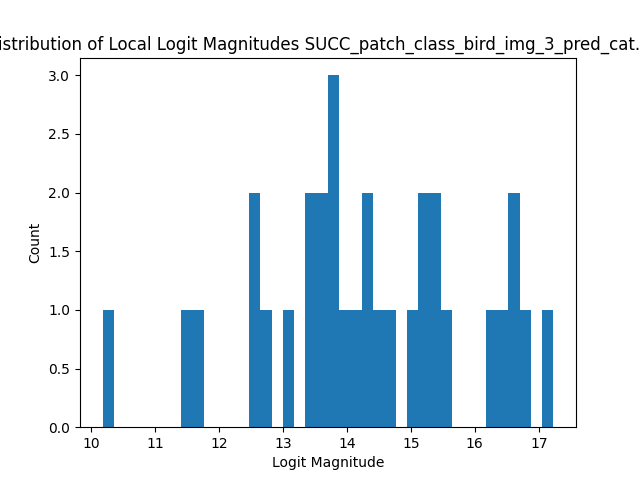 istribution of Local Logit Magnitudes SUCC_patch_class_bird_img_3_pred_cat.
3.0
2.5
2.0
1.5
1.0
0.5
0.0
Count
10 11 12 13 14 15 16 17
Logit Magnitude